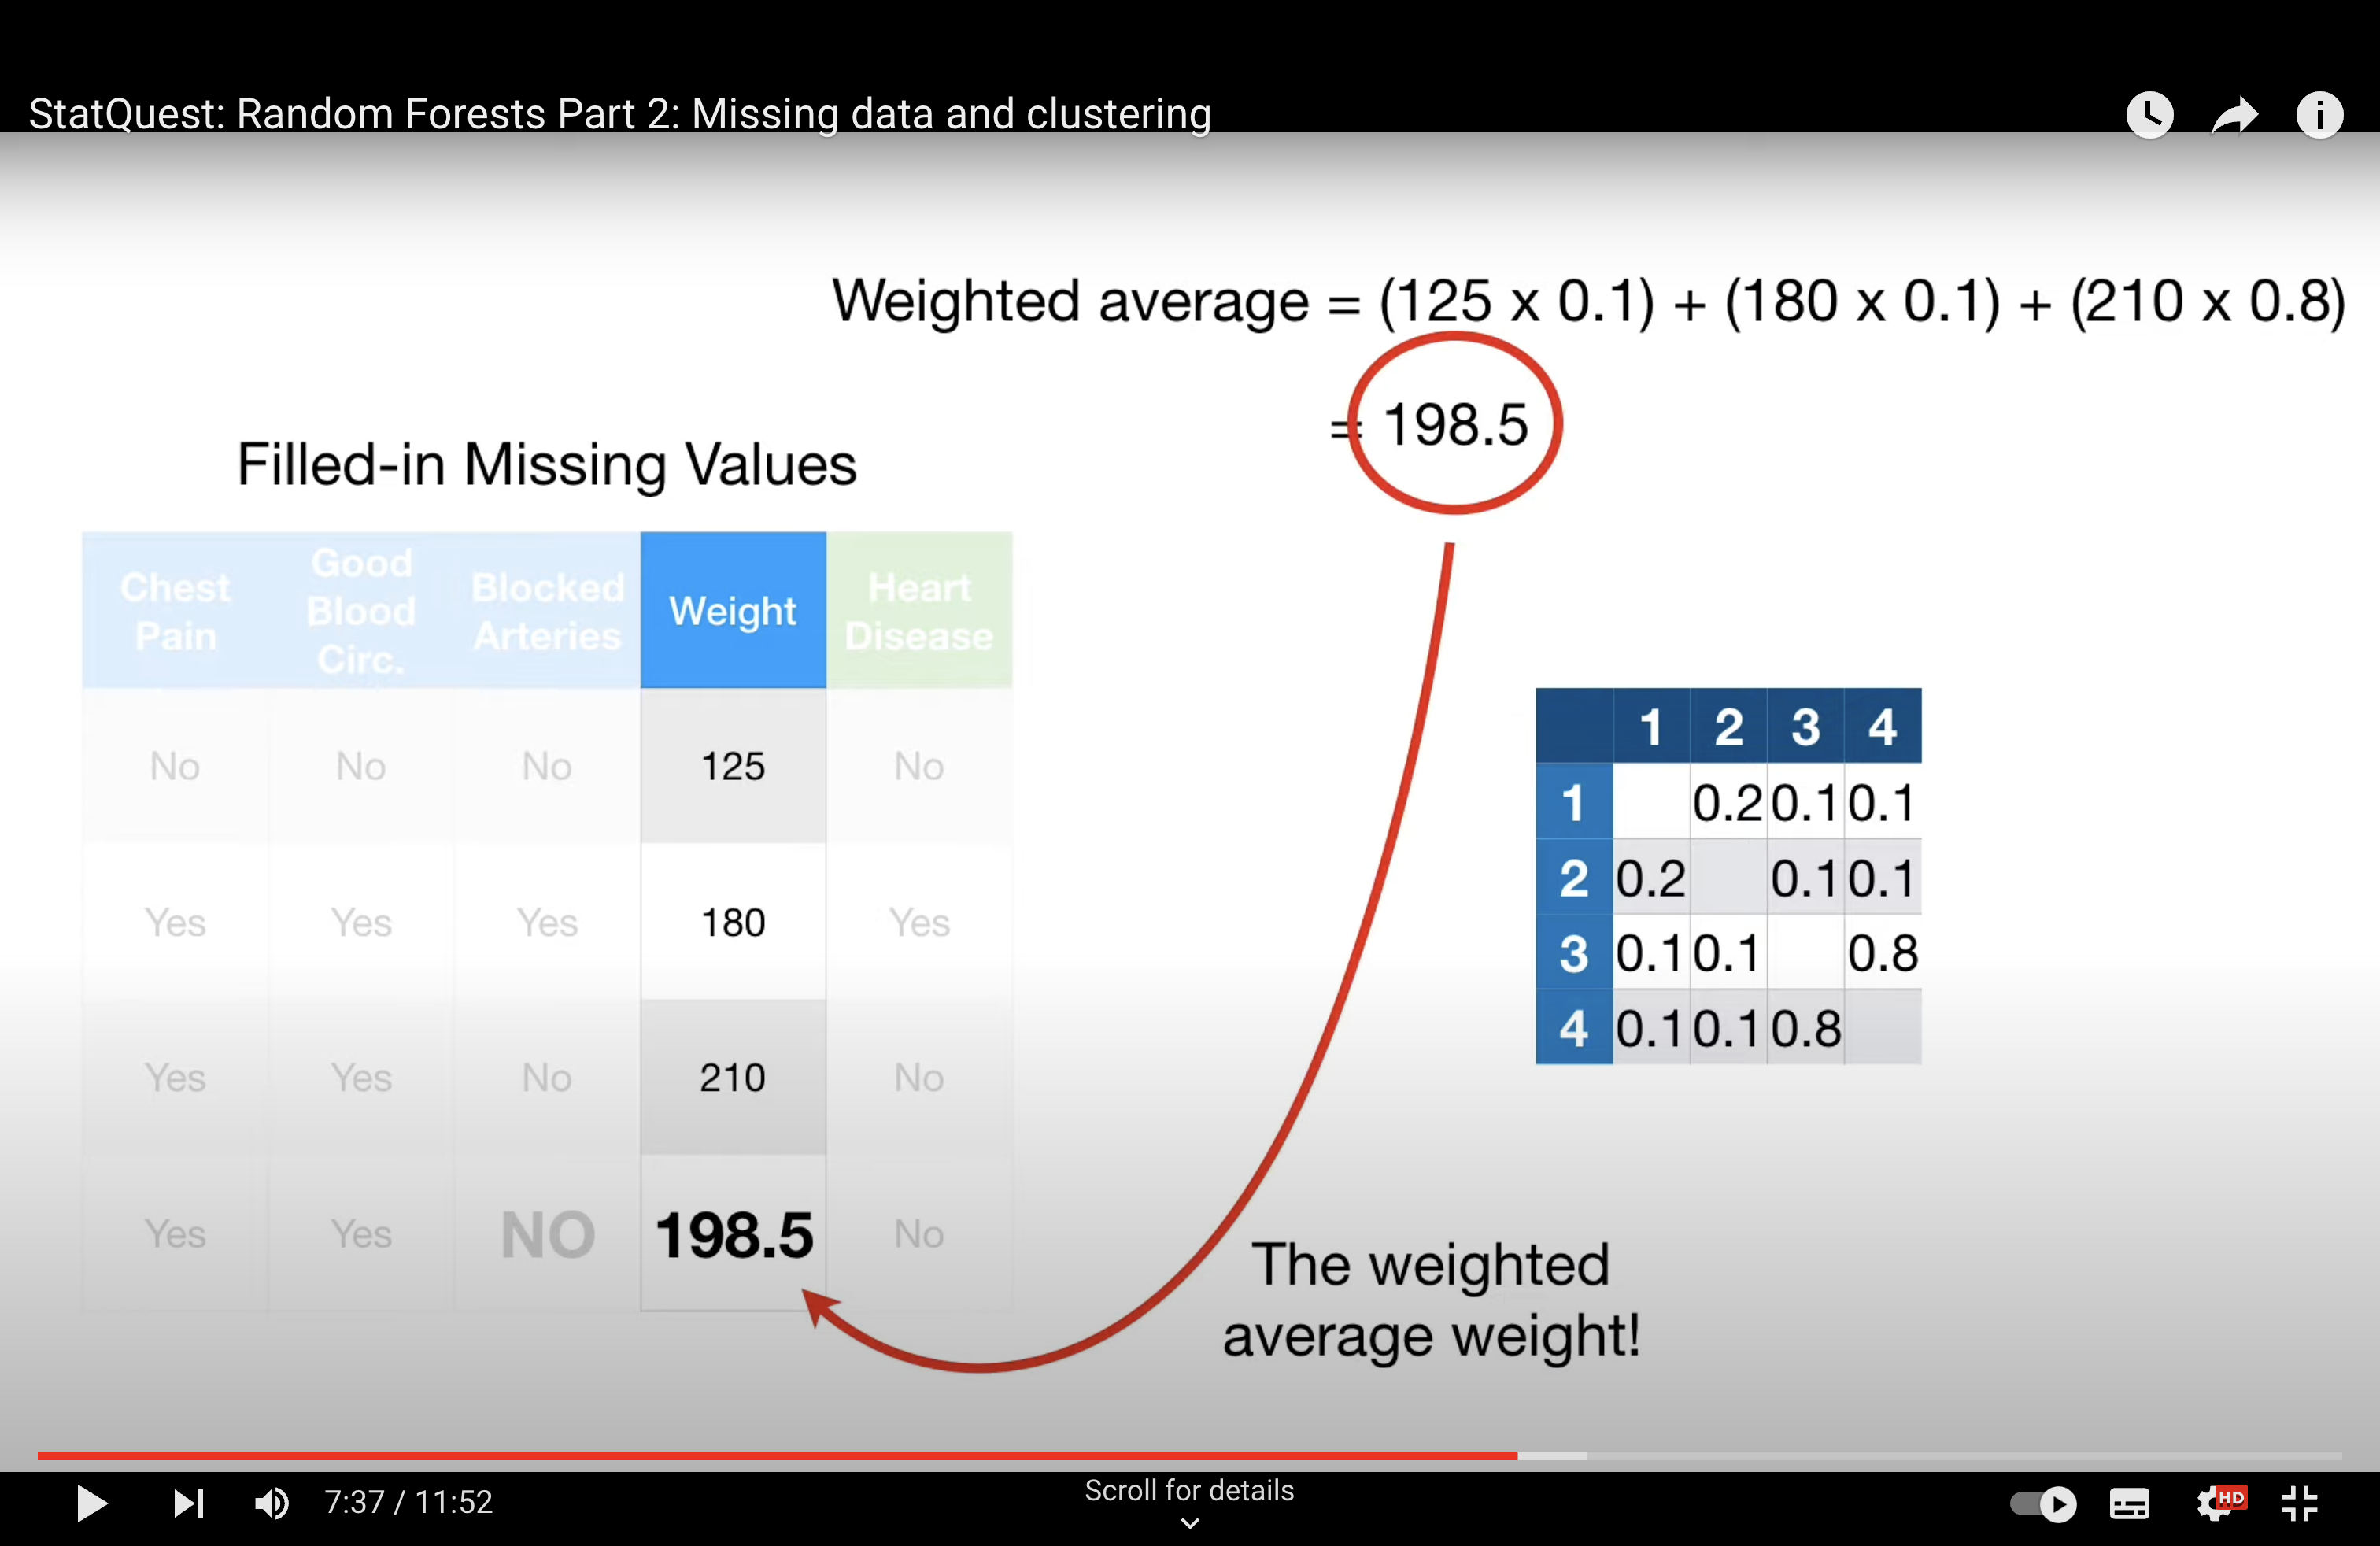 StatQuest: Random Forests Part 2: Missing data and clustering
Weighted average = (125 x 0.1) + (180 x 0.1) + (210 x 0.8)
= 198.5
Filled-in Missing Values
Chest Pain Good Blood Circ. Blocked Arteries Weight Heart Disease
No No No 125 No
Yes Yes Yes 180 Yes
Yes Yes No 210 No
Yes Yes NO 198.5 No
1 2 3 4
1 0.2 0.1 0.1
2 0.2 0.1 0.1
3 0.1 0.1 0.8
4 0.1 0.1 0.8
The weighted
average weight!
7:37 / 11:52
Scroll for details
HD